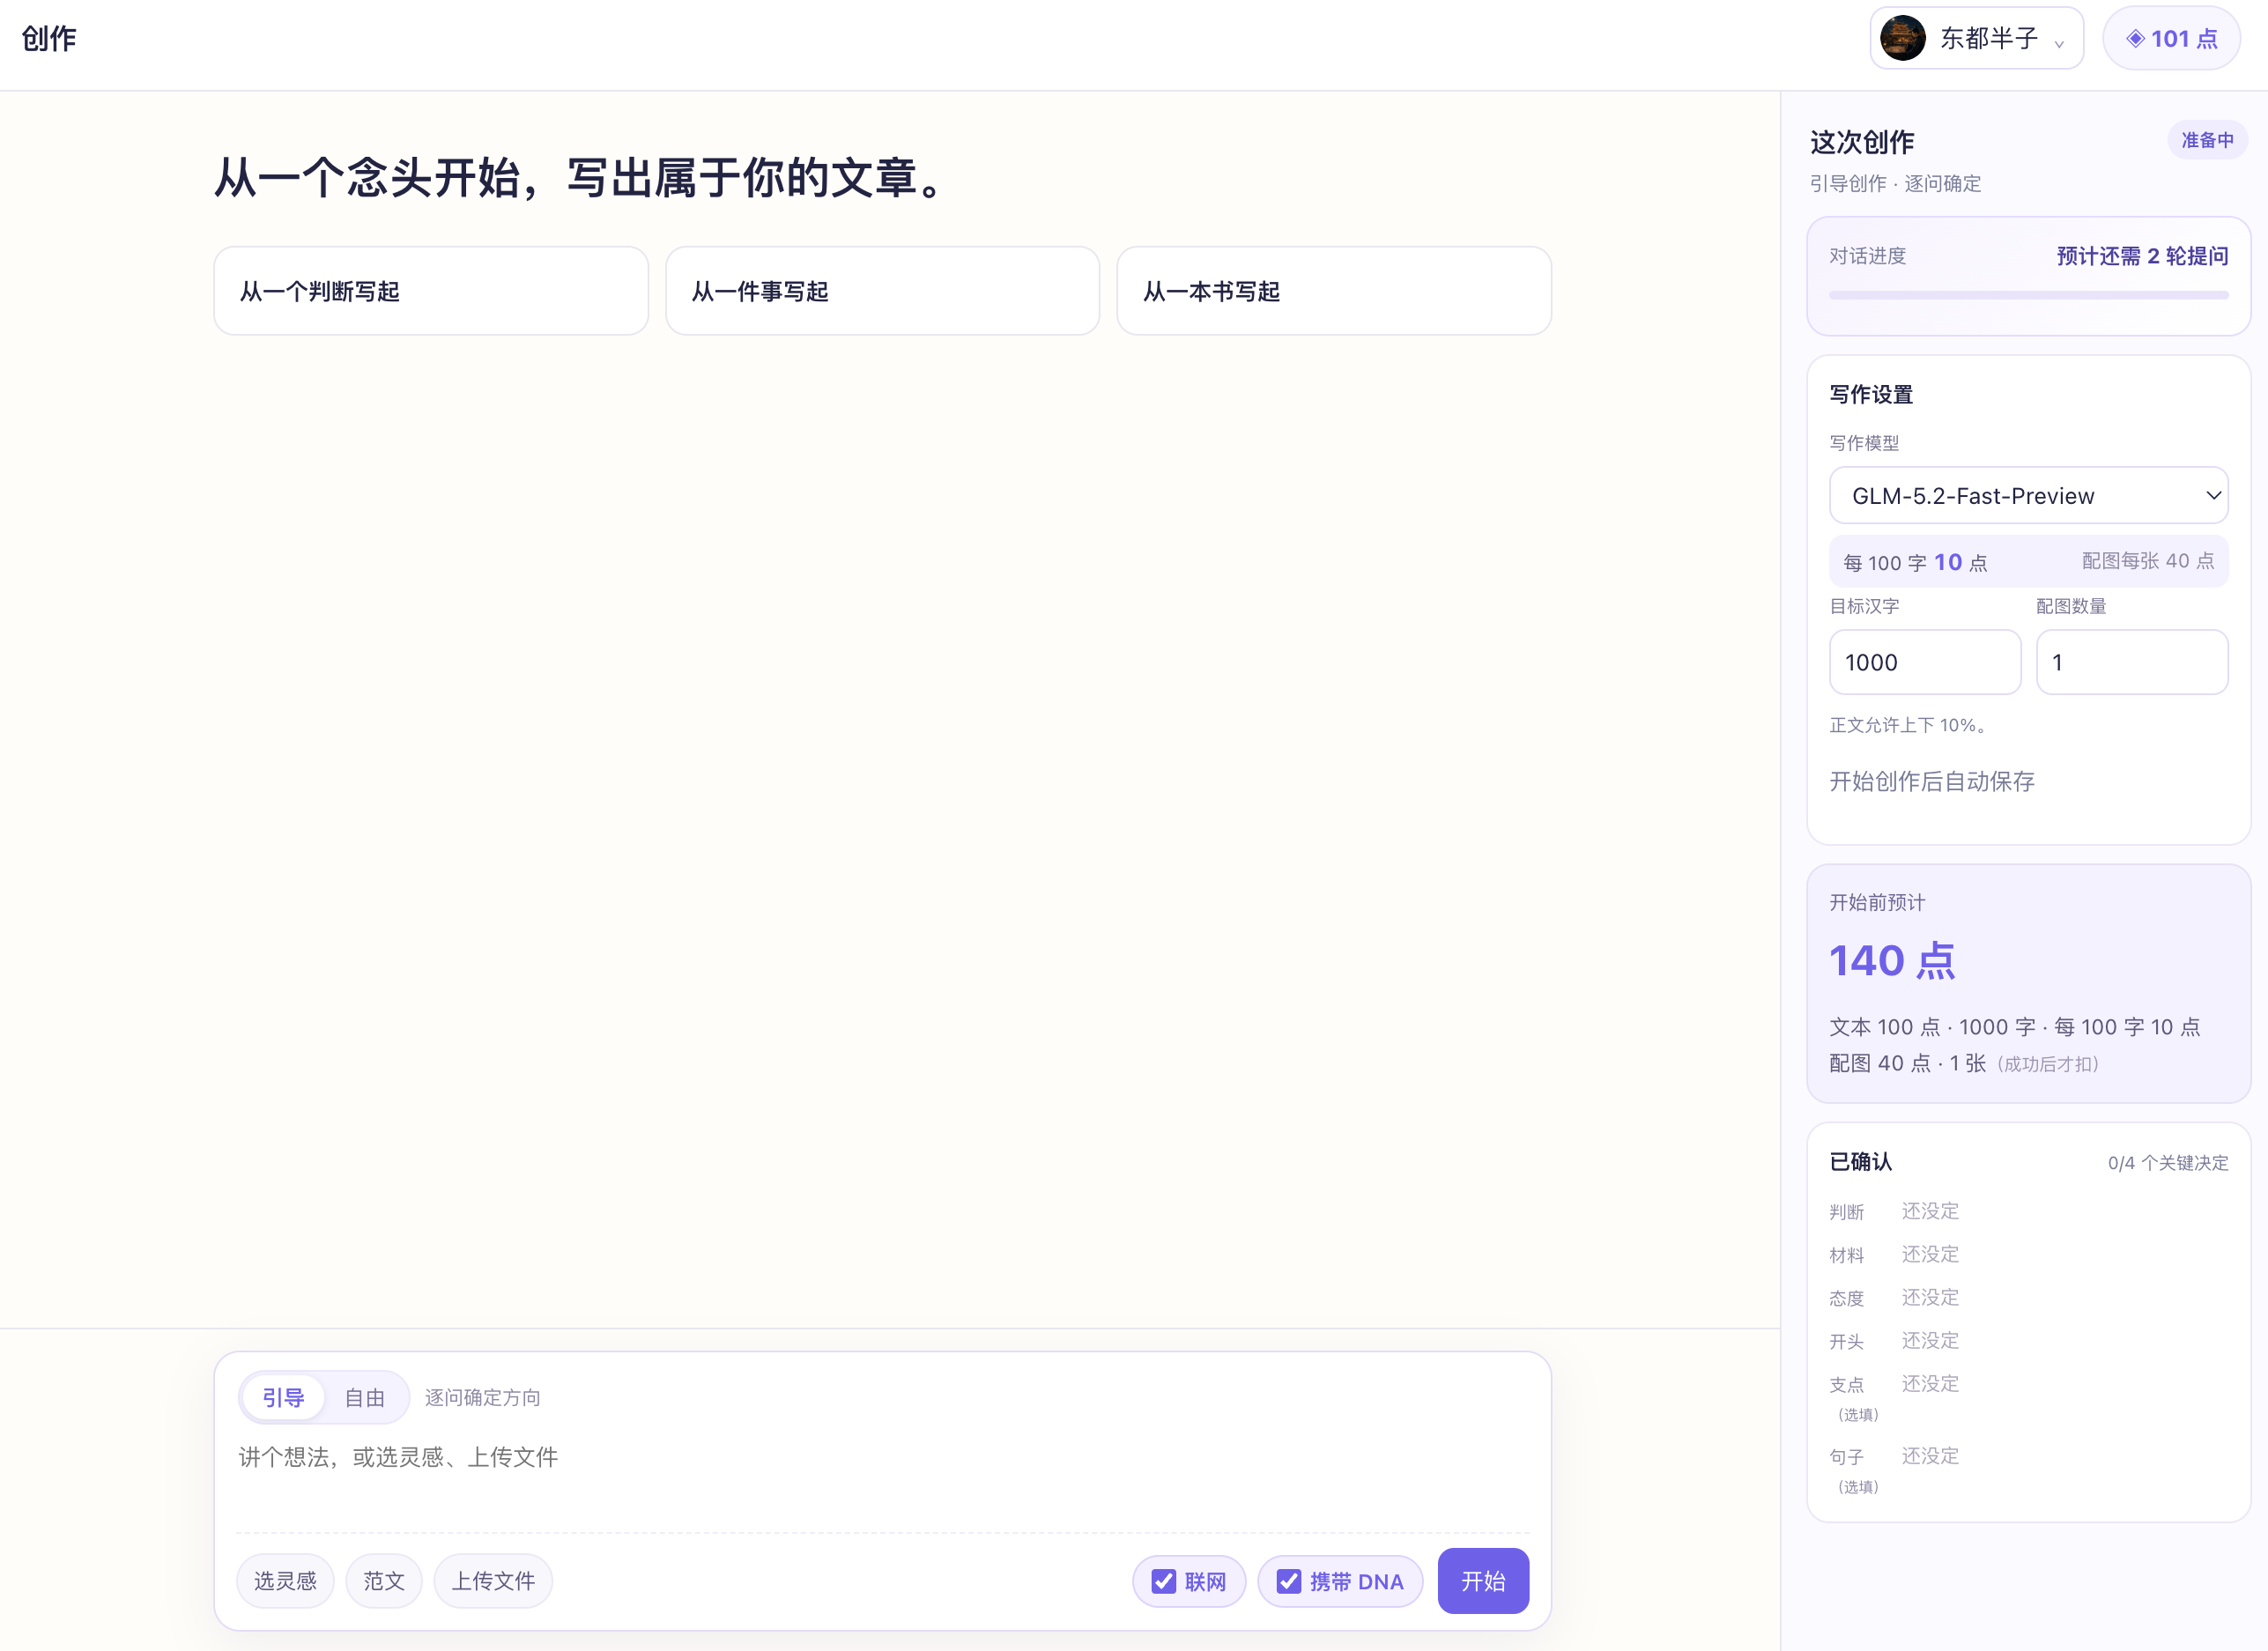 创作
东都半子
101 点
从一个念头开始，写出属于你的文章。
从一个判断写起
从一件事写起
从一本书写起
引导
自由
逐问确定方向
讲个想法，或选灵感、上传文件
选灵感
范文
上传文件
联网
携带 DNA
开始
这次创作
准备中
引导创作 · 逐问确定
对话进度
预计还需 2 轮提问
写作设置
写作模型
GLM-5.2-Fast-Preview
每 100 字 10 点
配图每张 40 点
目标汉字
配图数量
1000
1
正文允许上下 10%。
开始创作后自动保存
开始前预计
140 点
文本 100 点 · 1000 字 · 每 100 字 10 点
配图 40 点 · 1 张（成功后才扣）
已确认
0/4 个关键决定
判断 还没定
材料 还没定
态度 还没定
开头 还没定
支点 还没定
（选填）
句子 还没定
（选填）